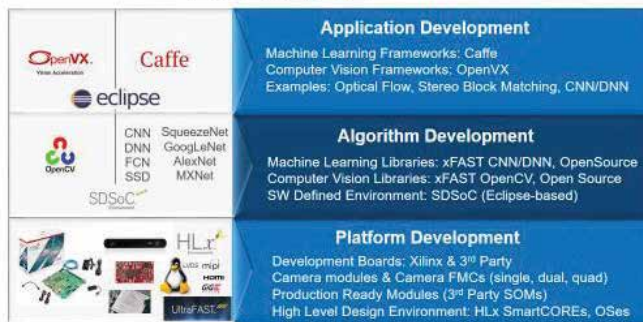 OpenVX.
Caffe
eclipse
Application Development
Machine Learning Frameworks: Caffe
Computer Vision Frameworks: OpenVX
Examples: Optical Flow, Stereo Block Matching, CNN/DNN
OpenCV
CNN SqueezeNet
DNN GoogLeNet
FCN AlexNet
SSD MXNet
SDSoC
Algorithm Development
Machine Learning Libraries: xFAST CNN/DNN, OpenSource
Computer Vision Libraries: xFAST OpenCV, Open Source
SW Defined Environment: SDSoC (Eclipse-based)
HLx
LVDS mipi
HDMI
UltraFAST
Platform Development
Development Boards: Xilinx & 3rd Party
Camera modules & Camera FMCs (single, dual, quad)
Production Ready Modules (3rd Party SOMs)
High Level Design Environment: HLx SmartCOREs, OSes